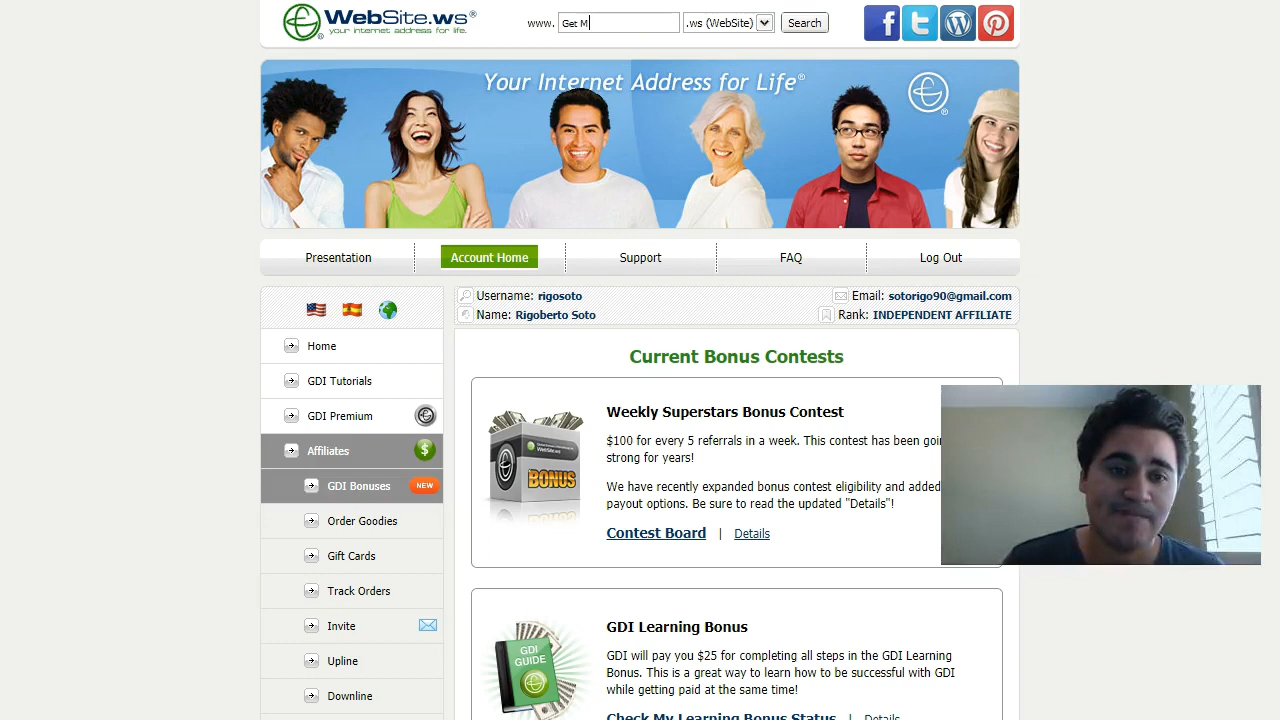 WebSite.ws®
your internet address for life.
www. Get M .ws (WebSite) Search
Your Internet Address for Life®
Presentation
Account Home
Support
FAQ
Log Out
Username: rigosoto
Email: sotorigo90@gmail.com
Name: Rigoberto Soto
Rank: INDEPENDENT AFFILIATE
Home
GDI Tutorials
GDI Premium
Affiliates $
GDI Bonuses NEW
Order Goodies
Gift Cards
Track Orders
Invite
Upline
Downline
Current Bonus Contests
BONUS
Weekly Superstars Bonus Contest
$100 for every 5 referrals in a week. This contest has been goin
strong for years!
We have recently expanded bonus contest eligibility and added
payout options. Be sure to read the updated "Details"!
Contest Board | Details
GDI
GUIDE
GDI Learning Bonus
GDI will pay you $25 for completing all steps in the GDI Learning
Bonus. This is a great way to learn how to be successful with GDI
while getting paid at the same time!
Check My Learning Bonus Status | Details